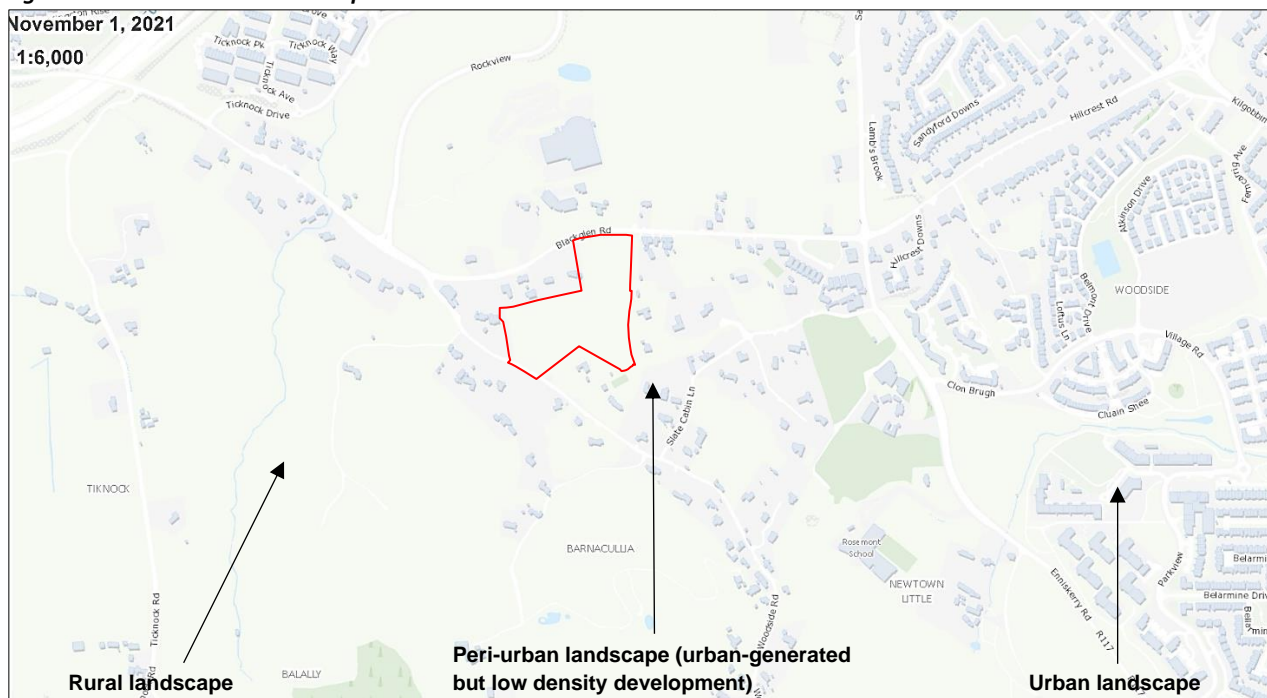 November 1, 2021
1:6,000
Ticknock Pk
Ticknock Way
Ticknock Ave
Ticknock Drive
Rockview
Sandyford Downs
Hillcrest Rd
Kilgobbin
Lamb's Brook
Ferncarrig Ave
Atkinson Drive
Blackglen Rd
Hillcrest Downs
WOODSIDE
Belmont Drive
Loftus Ln
Village Rd
Clon Brugh
Cluain Shee
Slate Cabin Ln
TIKNOCK
BARNACULLIA
Rosemont
School
NEWTOWN
LITTLE
Parkview
Belarmine Drive
Enniskerry Rd
R117
Woodside Rd
Ticknock Rd
BALALLY
Rural landscape
Peri-urban landscape (urban-generated
but low density development)
Urban landscape